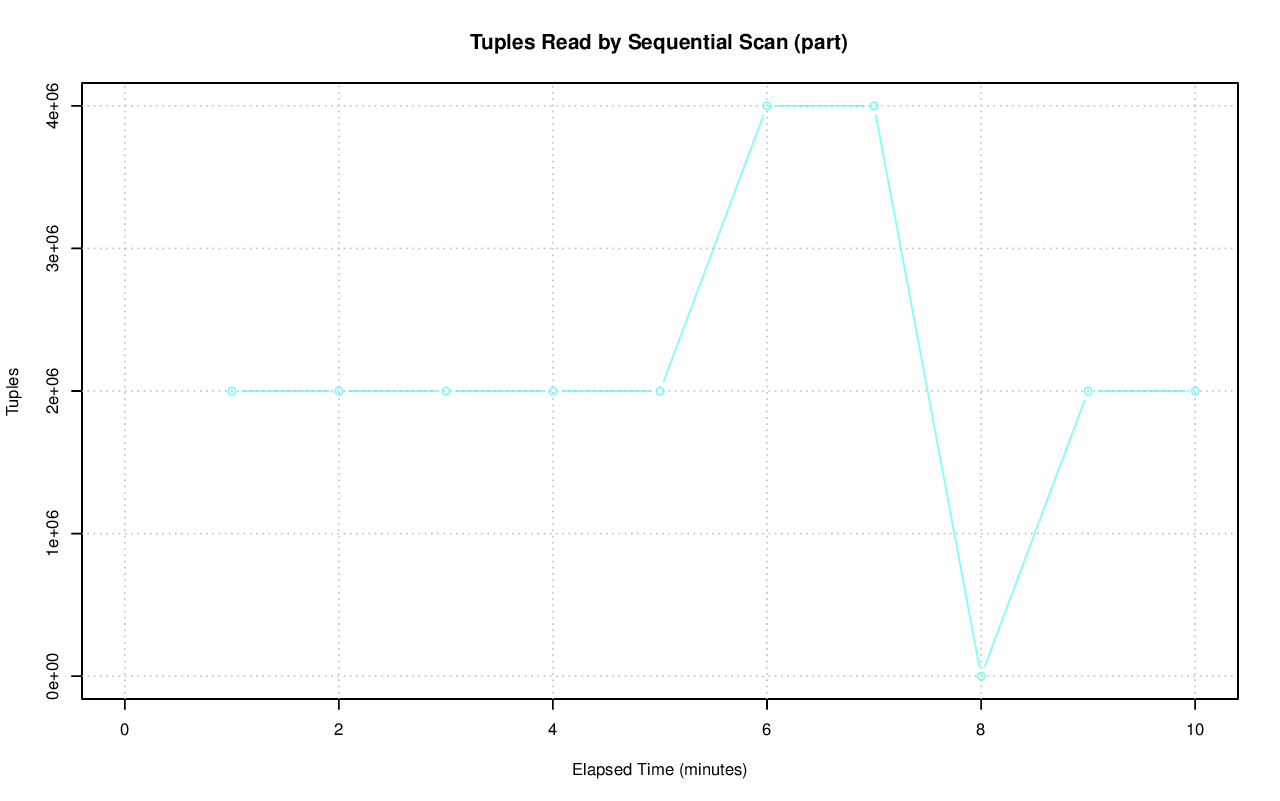 Tuples Read by Sequential Scan (part)
4e+06
3e+06
2e+06
1e+06
0e+00
Tuples
0 2 4 6 8 10
Elapsed Time (minutes)